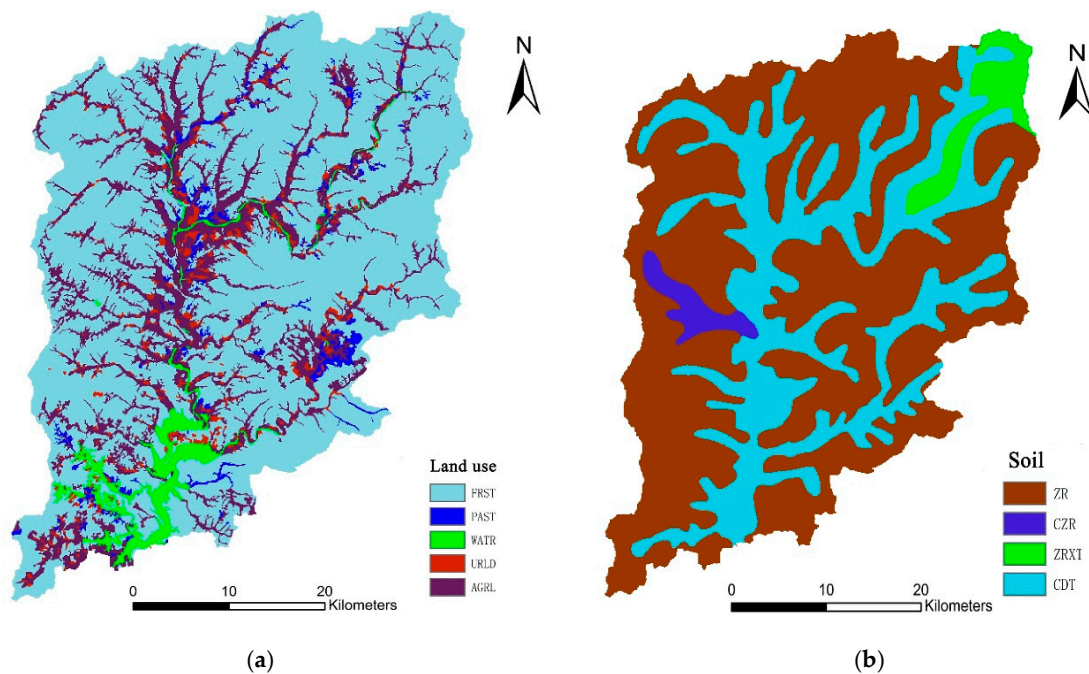 N
Land use
FRST
PAST
WATR
URLD
AGRL
0 10 20
Kilometers
(a)
N
Soil
ZR
CZR
ZRXT
CDT
0 10 20
Kilometers
(b)